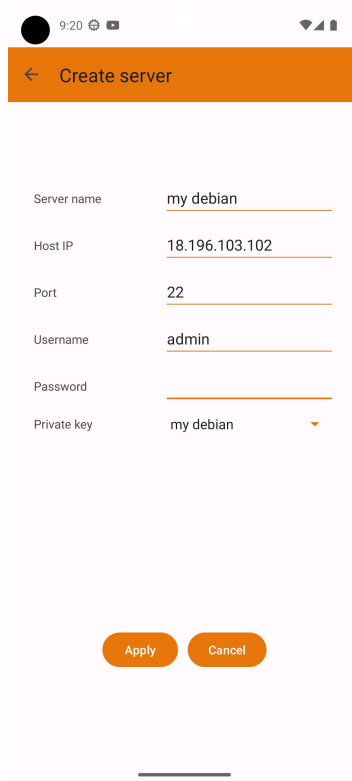 9:20
Create server
Server name my debian
Host IP 18.196.103.102
Port 22
Username admin
Password
Private key my debian
Apply Cancel